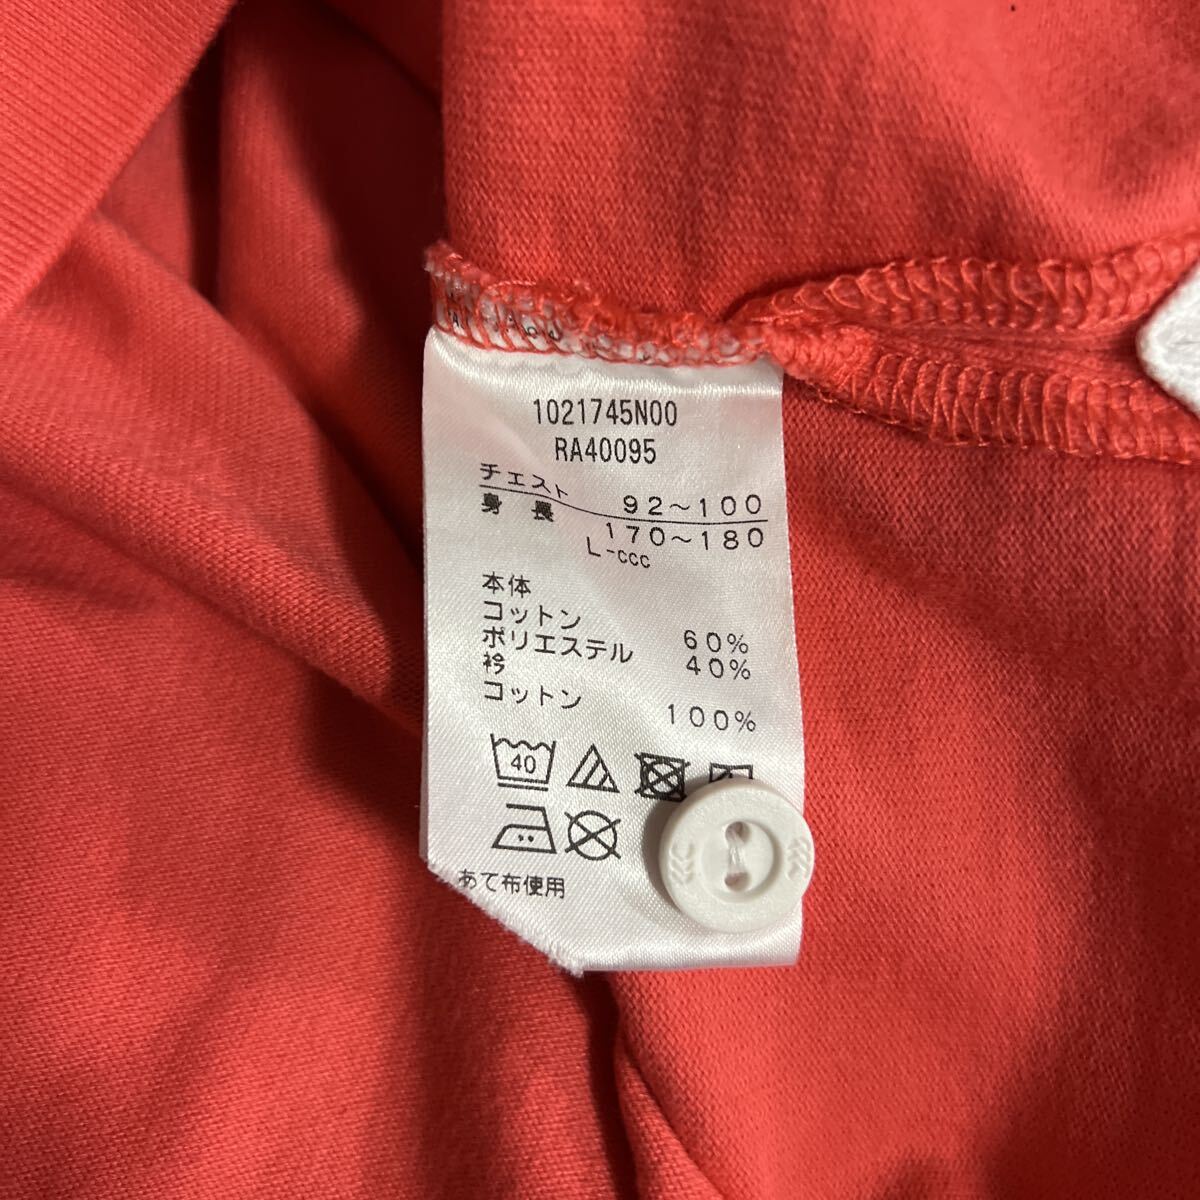 1021745N00
RA40095
チェスト 92～100
身長 170～180
L-ccc
本体
コットン 60%
ポリエステル 40%
衿
コットン 100%
40
あて布使用